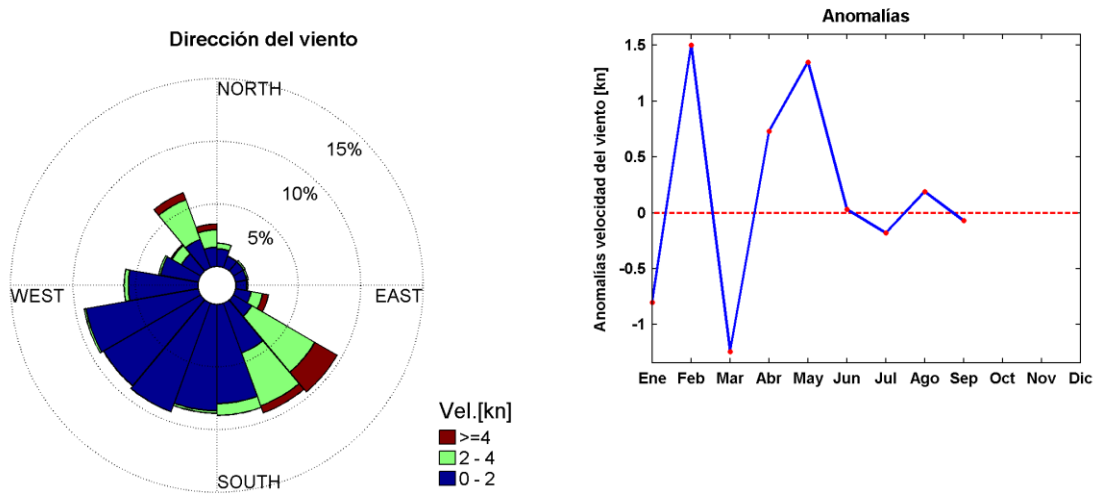 Dirección del viento
NORTH
15%
10%
5%
WEST
EAST
SOUTH
Vel.[kn]
>=4
2 - 4
0 - 2
Anomalías
Anomalías velocidad del viento [kn]
1.5
1
0.5
0
-0.5
-1
Ene Feb Mar Abr May Jun Jul Ago Sep Oct Nov Dic